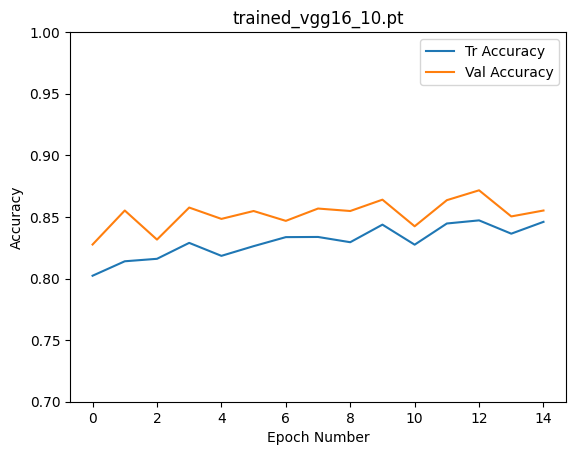 trained_vgg16_10.pt
Tr Accuracy
Val Accuracy
1.00
0.95
0.90
0.85
0.80
0.75
0.70
Accuracy
0 2 4 6 8 10 12 14
Epoch Number